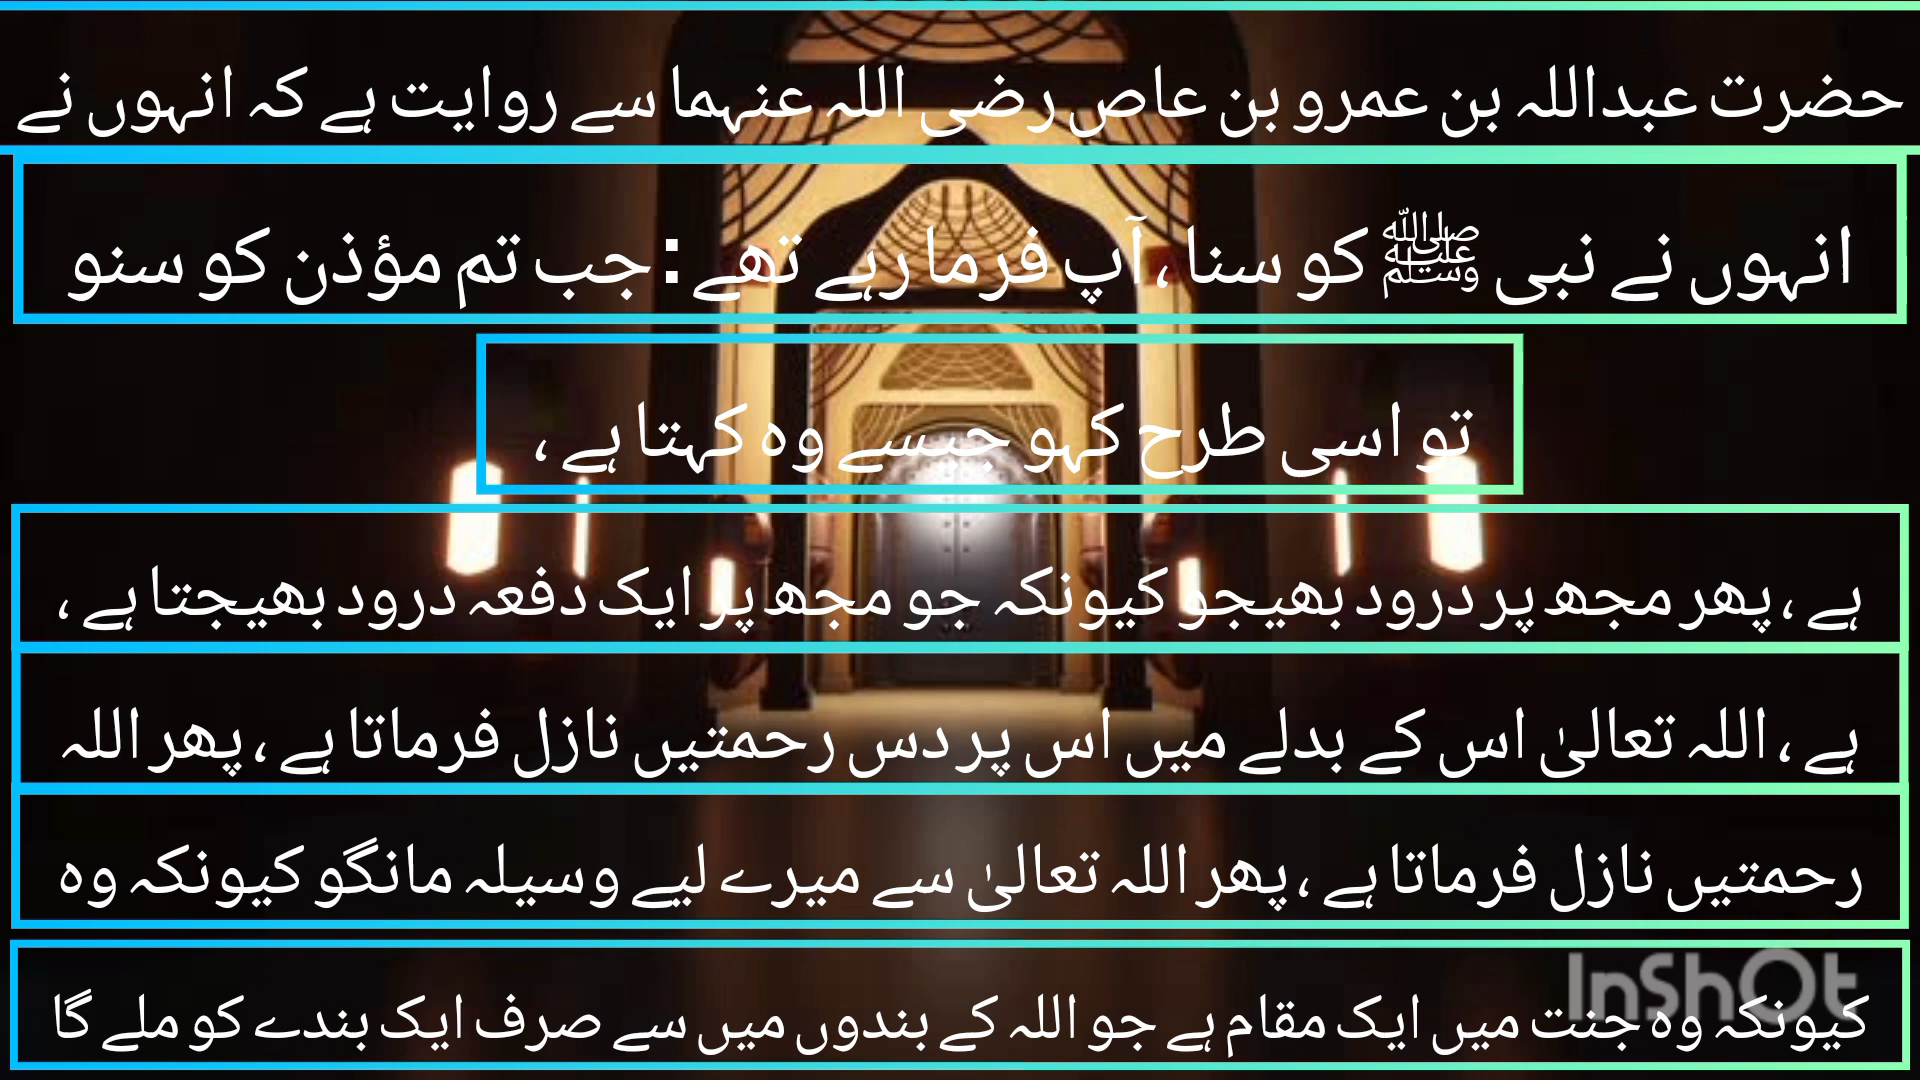 حضرت عبداللہ بن عمرو بن عاص رضی اللہ عنہما سے روایت ہے کہ انہوں نے
انہوں نے نبی ﷺ کو سنا، آپ فرما رہے تھے: جب تم مؤذن کو سنو
تو اسی طرح کہو جیسے وہ کہتا ہے،
ہے، پھر مجھ پر درود بھیجو کیونکہ جو مجھ پر ایک دفعہ درود بھیجتا ہے،
ہے، اللہ تعالیٰ اس کے بدلے میں اس پر دس رحمتیں نازل فرماتا ہے، پھر اللہ
رحمتیں نازل فرماتا ہے، پھر اللہ تعالیٰ سے میرے لیے وسیلہ مانگو کیونکہ وہ
کیونکہ وہ جنت میں ایک مقام ہے جو اللہ کے بندوں میں سے صرف ایک بندے کو ملے گا
InShOt